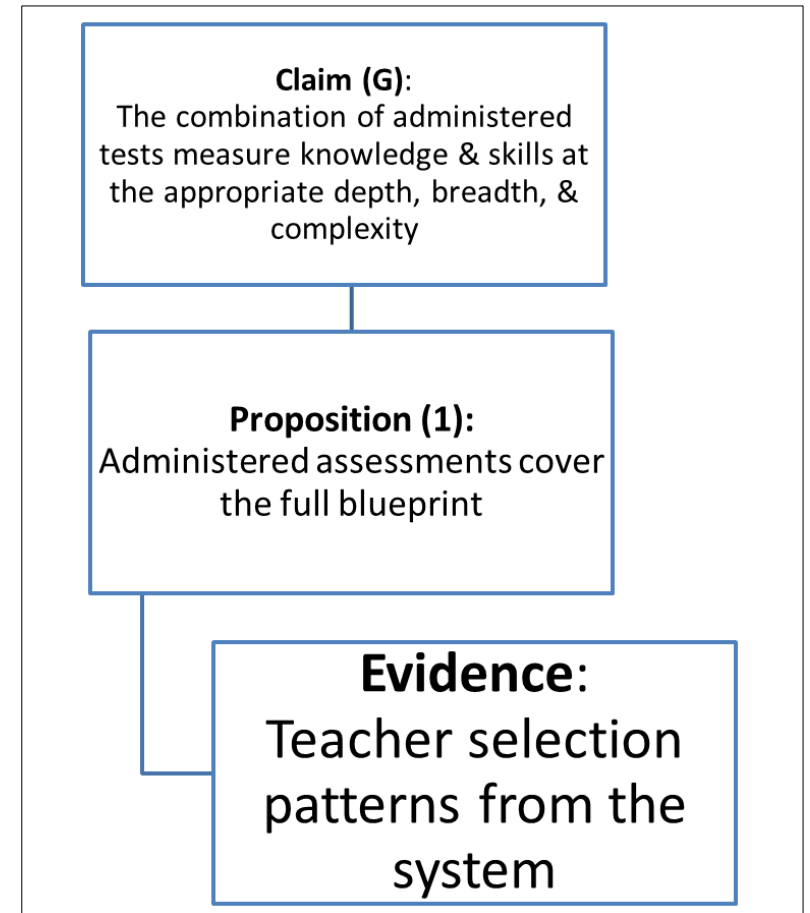 Claim (G):
The combination of administered
tests measure knowledge & skills at
the appropriate depth, breadth, &
complexity
Proposition (1):
Administered assessments cover
the full blueprint
Evidence:
Teacher selection
patterns from the
system